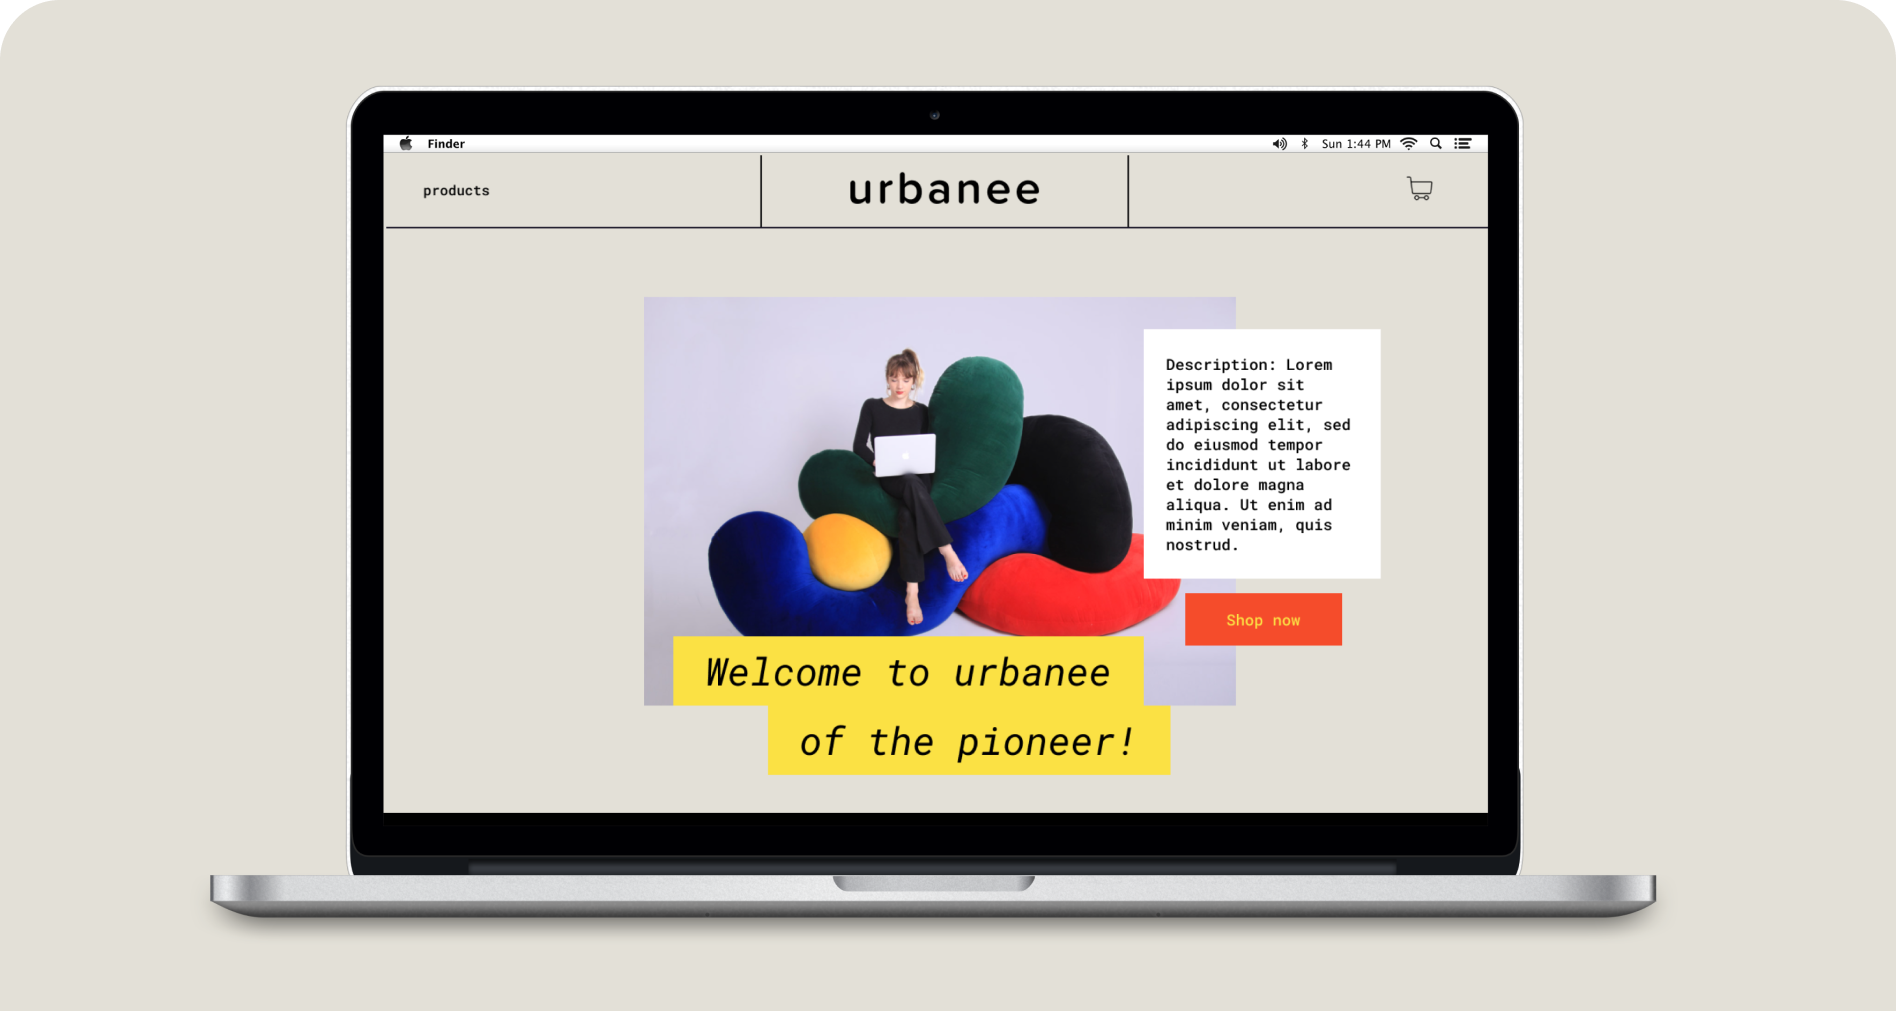 Finder
Sun 1:44 PM
products
urbanee
Description: Lorem
ipsum dolor sit
amet, consectetur
adipiscing elit, sed
do eiusmod tempor
incididunt ut labore
et dolore magna
aliqua. Ut enim ad
minim veniam, quis
nostrud.
Shop now
Welcome to urbanee
of the pioneer!